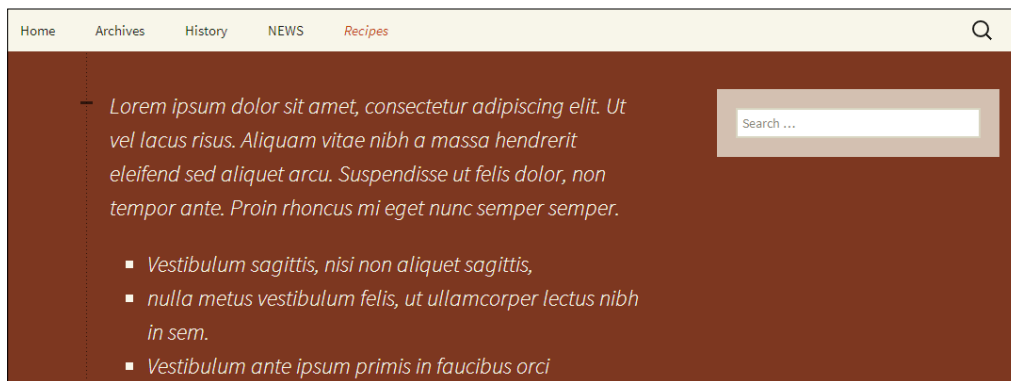 Home Archives History NEWS Recipes
Lorem ipsum dolor sit amet, consectetur adipiscing elit. Ut
vel lacus risus. Aliquam vitae nibh a massa hendrerit
eleifend sed aliquet arcu. Suspendisse ut felis dolor, non
tempor ante. Proin rhoncus mi eget nunc semper semper.
Vestibulum sagittis, nisi non aliquet sagittis,
nulla metus vestibulum felis, ut ullamcorper lectus nibh
in sem.
Vestibulum ante ipsum primis in faucibus orci
Search ...